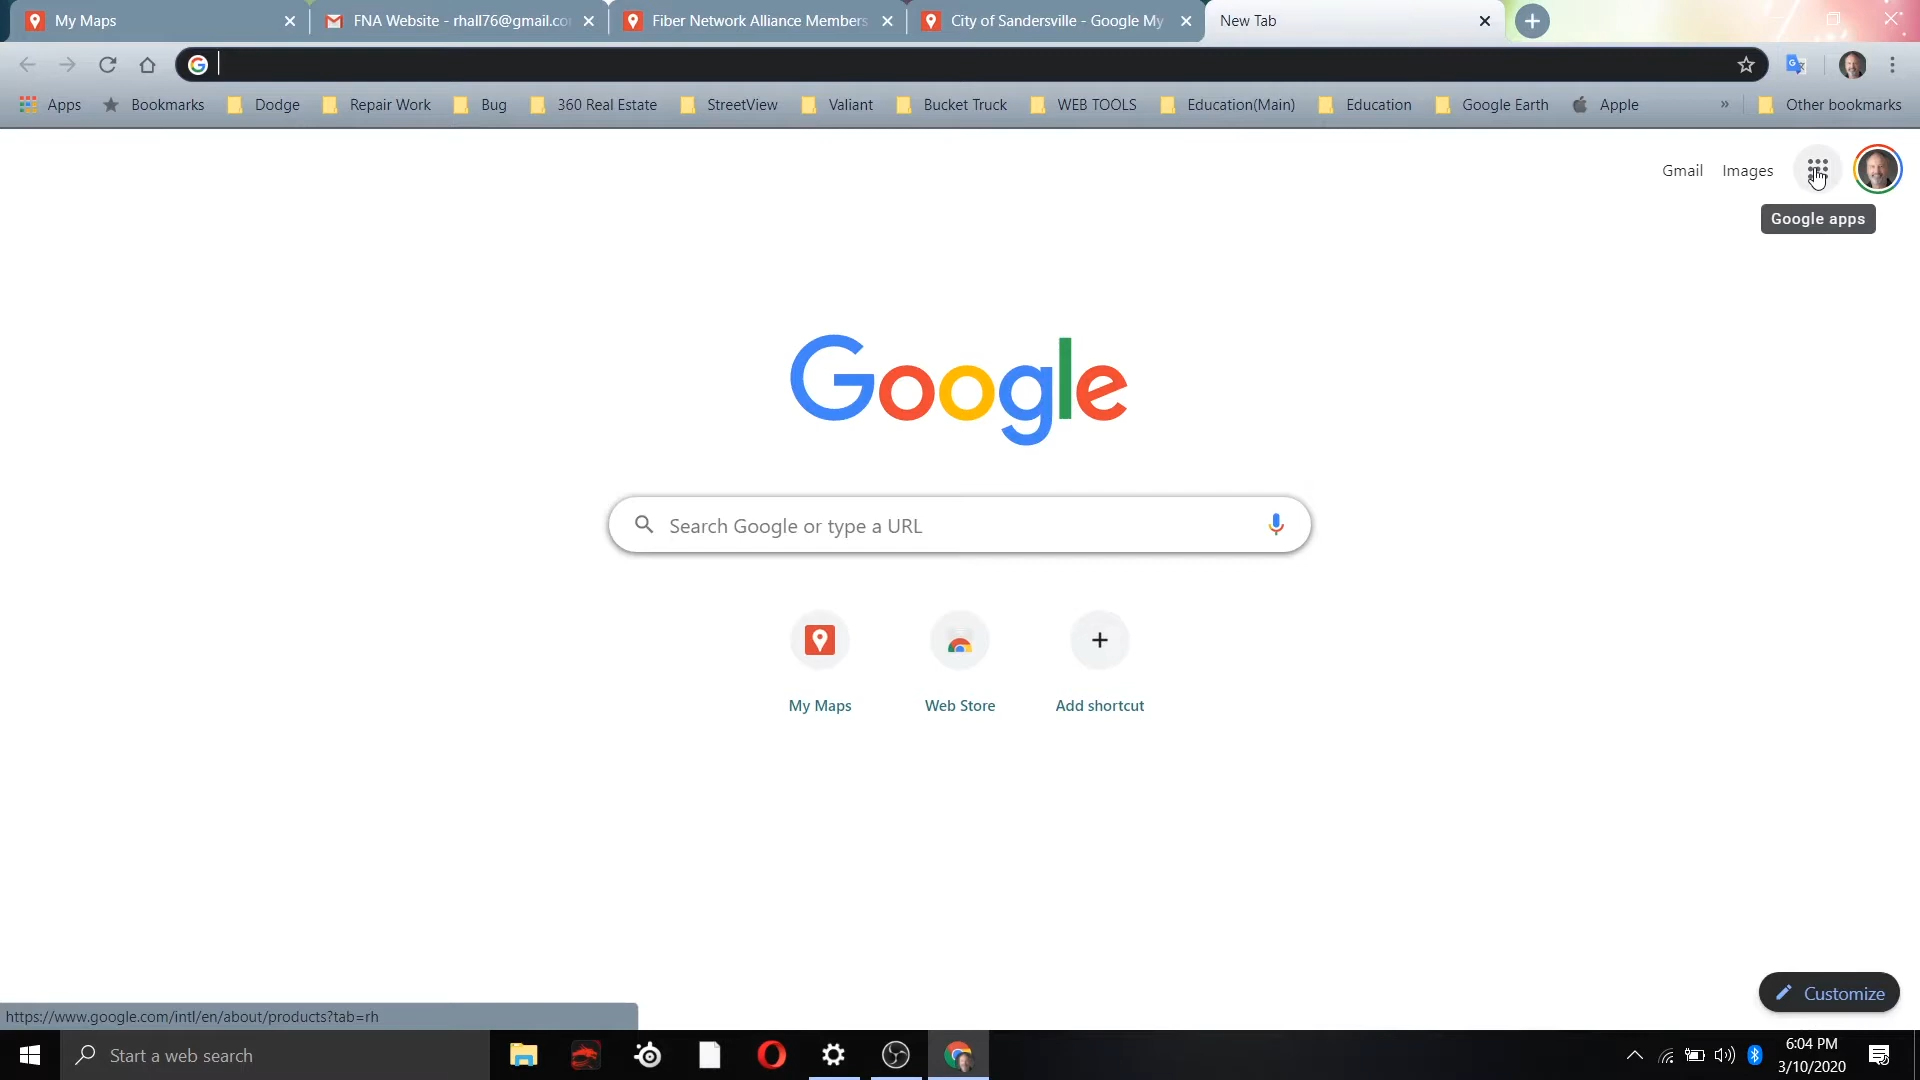 My Maps
FNA Website - rhall76@gmail.co
Fiber Network Alliance Members
City of Sandersville - Google My
New Tab
Apps
Bookmarks
Dodge
Repair Work
Bug
360 Real Estate
StreetView
Valiant
Bucket Truck
WEB TOOLS
Education(Main)
Education
Google Earth
Apple
»
Other bookmarks
Gmail
Images
Google apps
Google
Search Google or type a URL
My Maps
Web Store
Add shortcut
Customize
https://www.google.com/intl/en/about/products?tab=rh
Start a web search
6:04 PM
3/10/2020